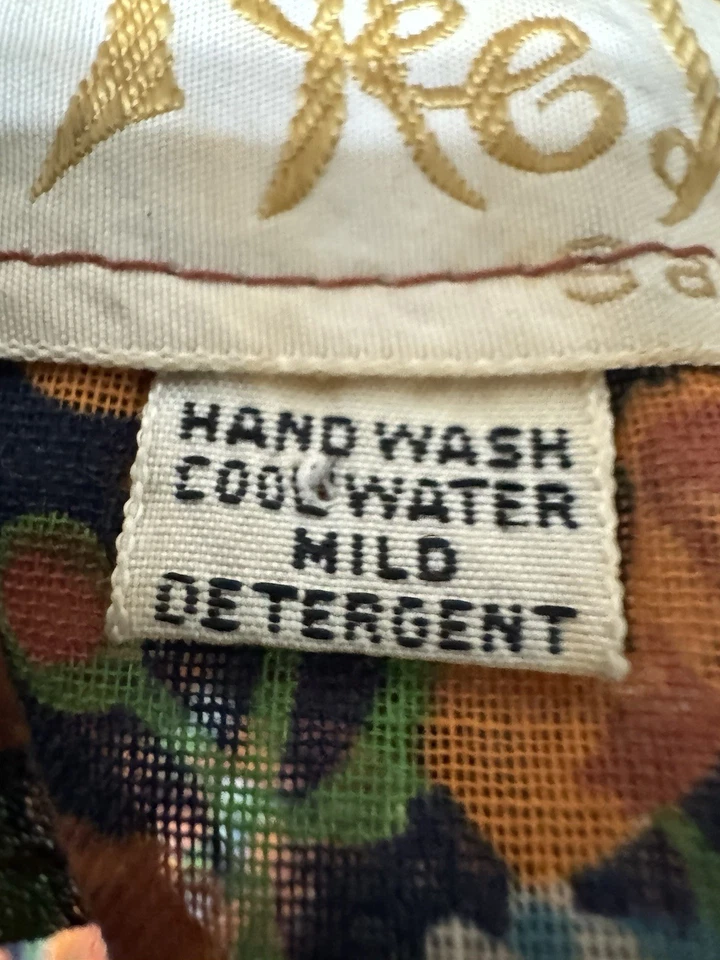 HAND WASH
COOL WATER
MILD
DETERGENT